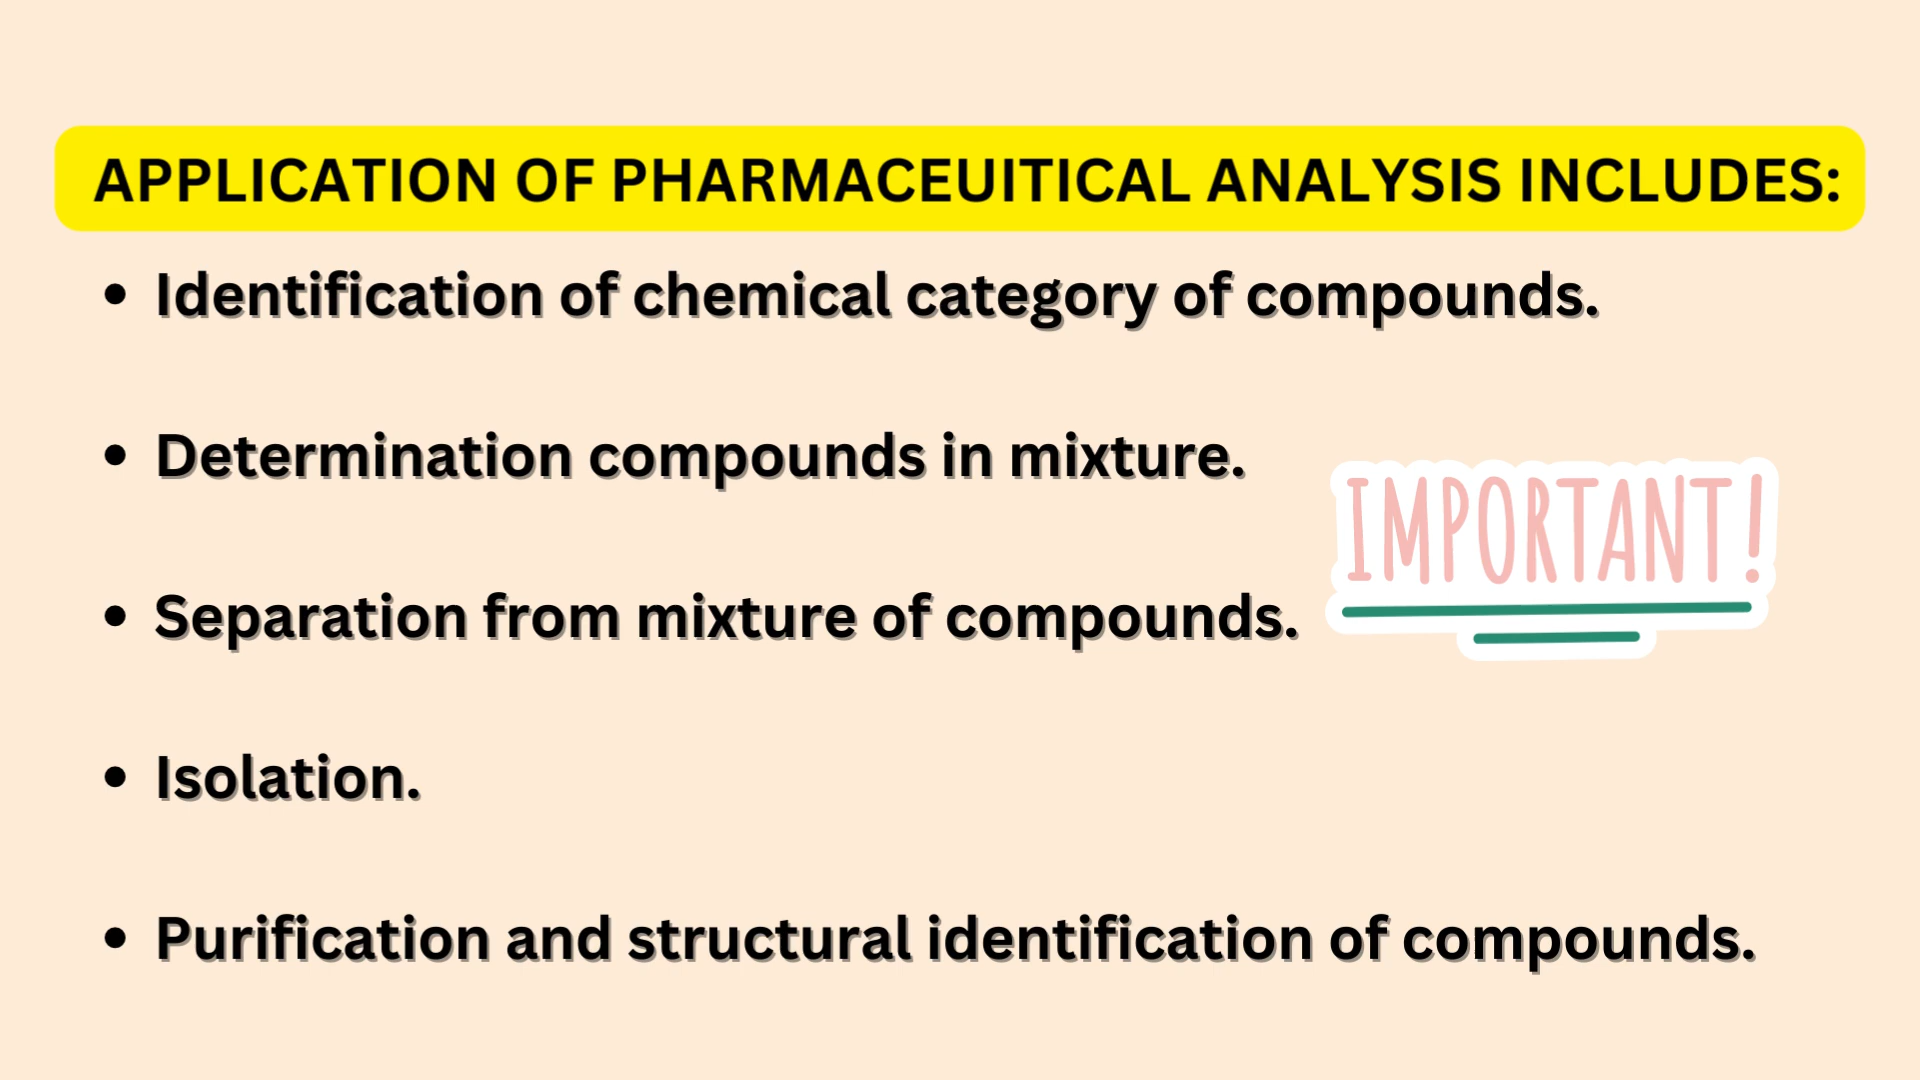 APPLICATION OF PHARMACEUITICAL ANALYSIS INCLUDES:
• Identification of chemical category of compounds.
• Determination compounds in mixture.
IMPORTANT!
• Separation from mixture of compounds.
• Isolation.
• Purification and structural identification of compounds.